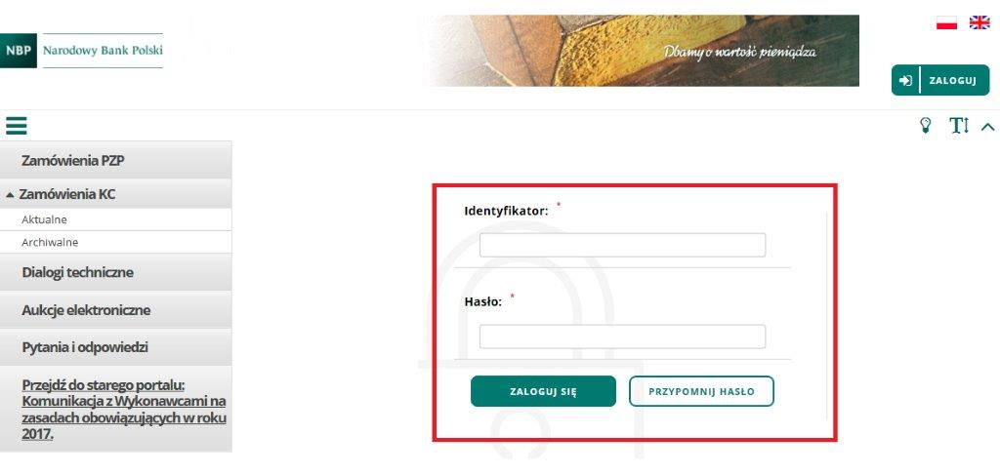 NBP Narodowy Bank Polski
Dbamy o wartość pieniądza
ZALOGUJ
Zamówienia PZP
Zamówienia KC
Aktualne
Archiwalne
Dialogi techniczne
Aukcje elektroniczne
Pytania i odpowiedzi
Przejdź do starego portalu:
Komunikacja z Wykonawcami na
zasadach obowiązujących w roku
2017.
Identyfikator: *
Hasło: *
ZALOGUJ SIĘ
PRZYPOMNIJ HASŁO